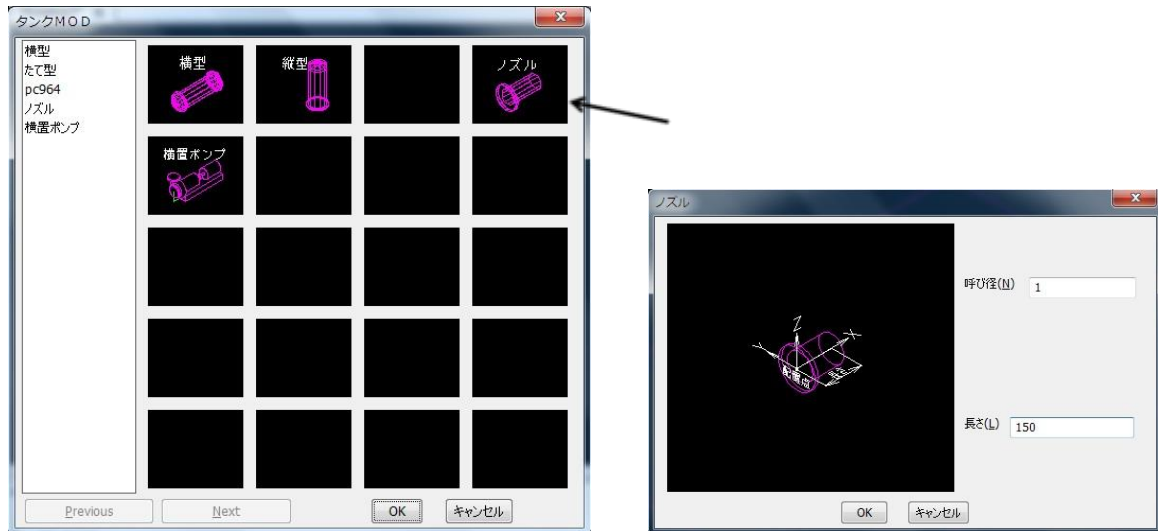 タンクMOD
横型
たて型
pc964
ノズル
横置ポンプ
横型
縦型
ノズル
横置ポンプ
Previous
Next
OK
キャンセル
ノズル
Z
Y
X
配置点
長さ
呼び径(N)
1
長さ(L)
150
OK
キャンセル